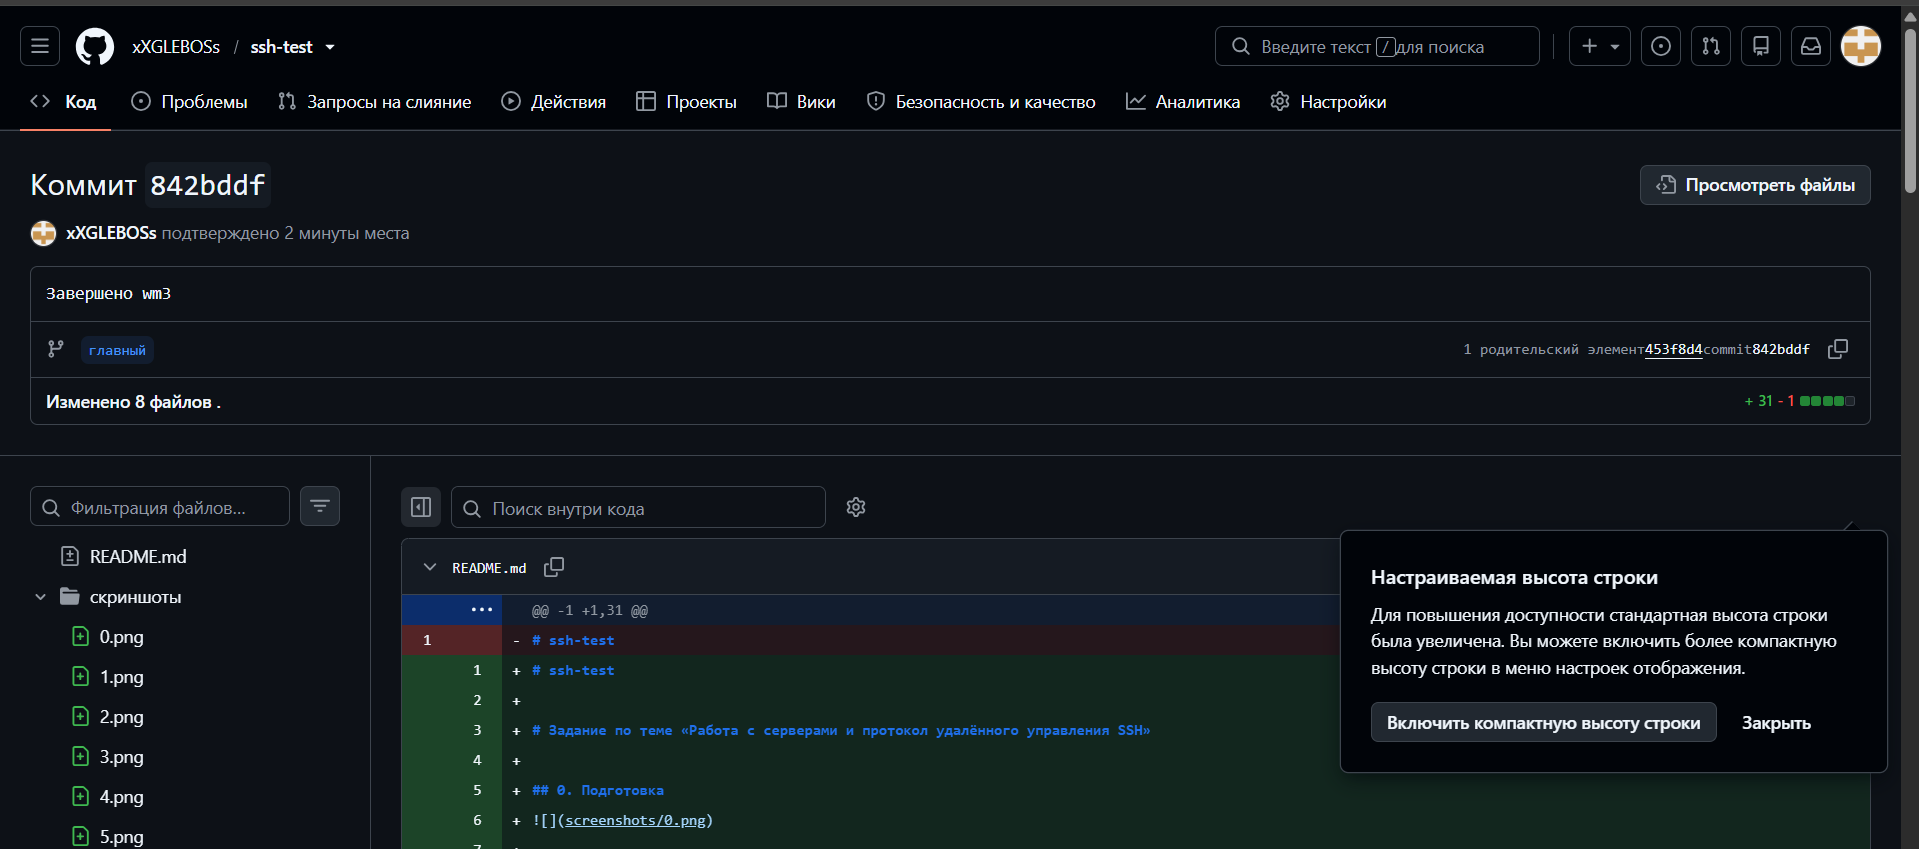 xXGLEBOSs / ssh-test
Введите текст / для поиска
Код
Проблемы
Запросы на слияние
Действия
Проекты
Вики
Безопасность и качество
Аналитика
Настройки
Коммит 842bddf
Просмотреть файлы
xXGLEBOSs подтверждено 2 минуты места
Завершено wm3
главный
1 родительский элемент453f8d4commit842bddf
Изменено 8 файлов .
+ 31 - 1
Фильтрация файлов...
Поиск внутри кода
README.md
скриншоты
0.png
1.png
2.png
3.png
4.png
5.png
README.md
@@ -1 +1,31 @@
1 - # ssh-test
1 + # ssh-test
2 +
3 + # Задание по теме «Работа с серверами и протокол удалённого управления SSH»
4 +
5 + ## 0. Подготовка
6 + ![](screenshots/0.png)
Настраиваемая высота строки
Для повышения доступности стандартная высота строки
была увеличена. Вы можете включить более компактную
высоту строки в меню настроек отображения.
Включить компактную высоту строки
Закрыть